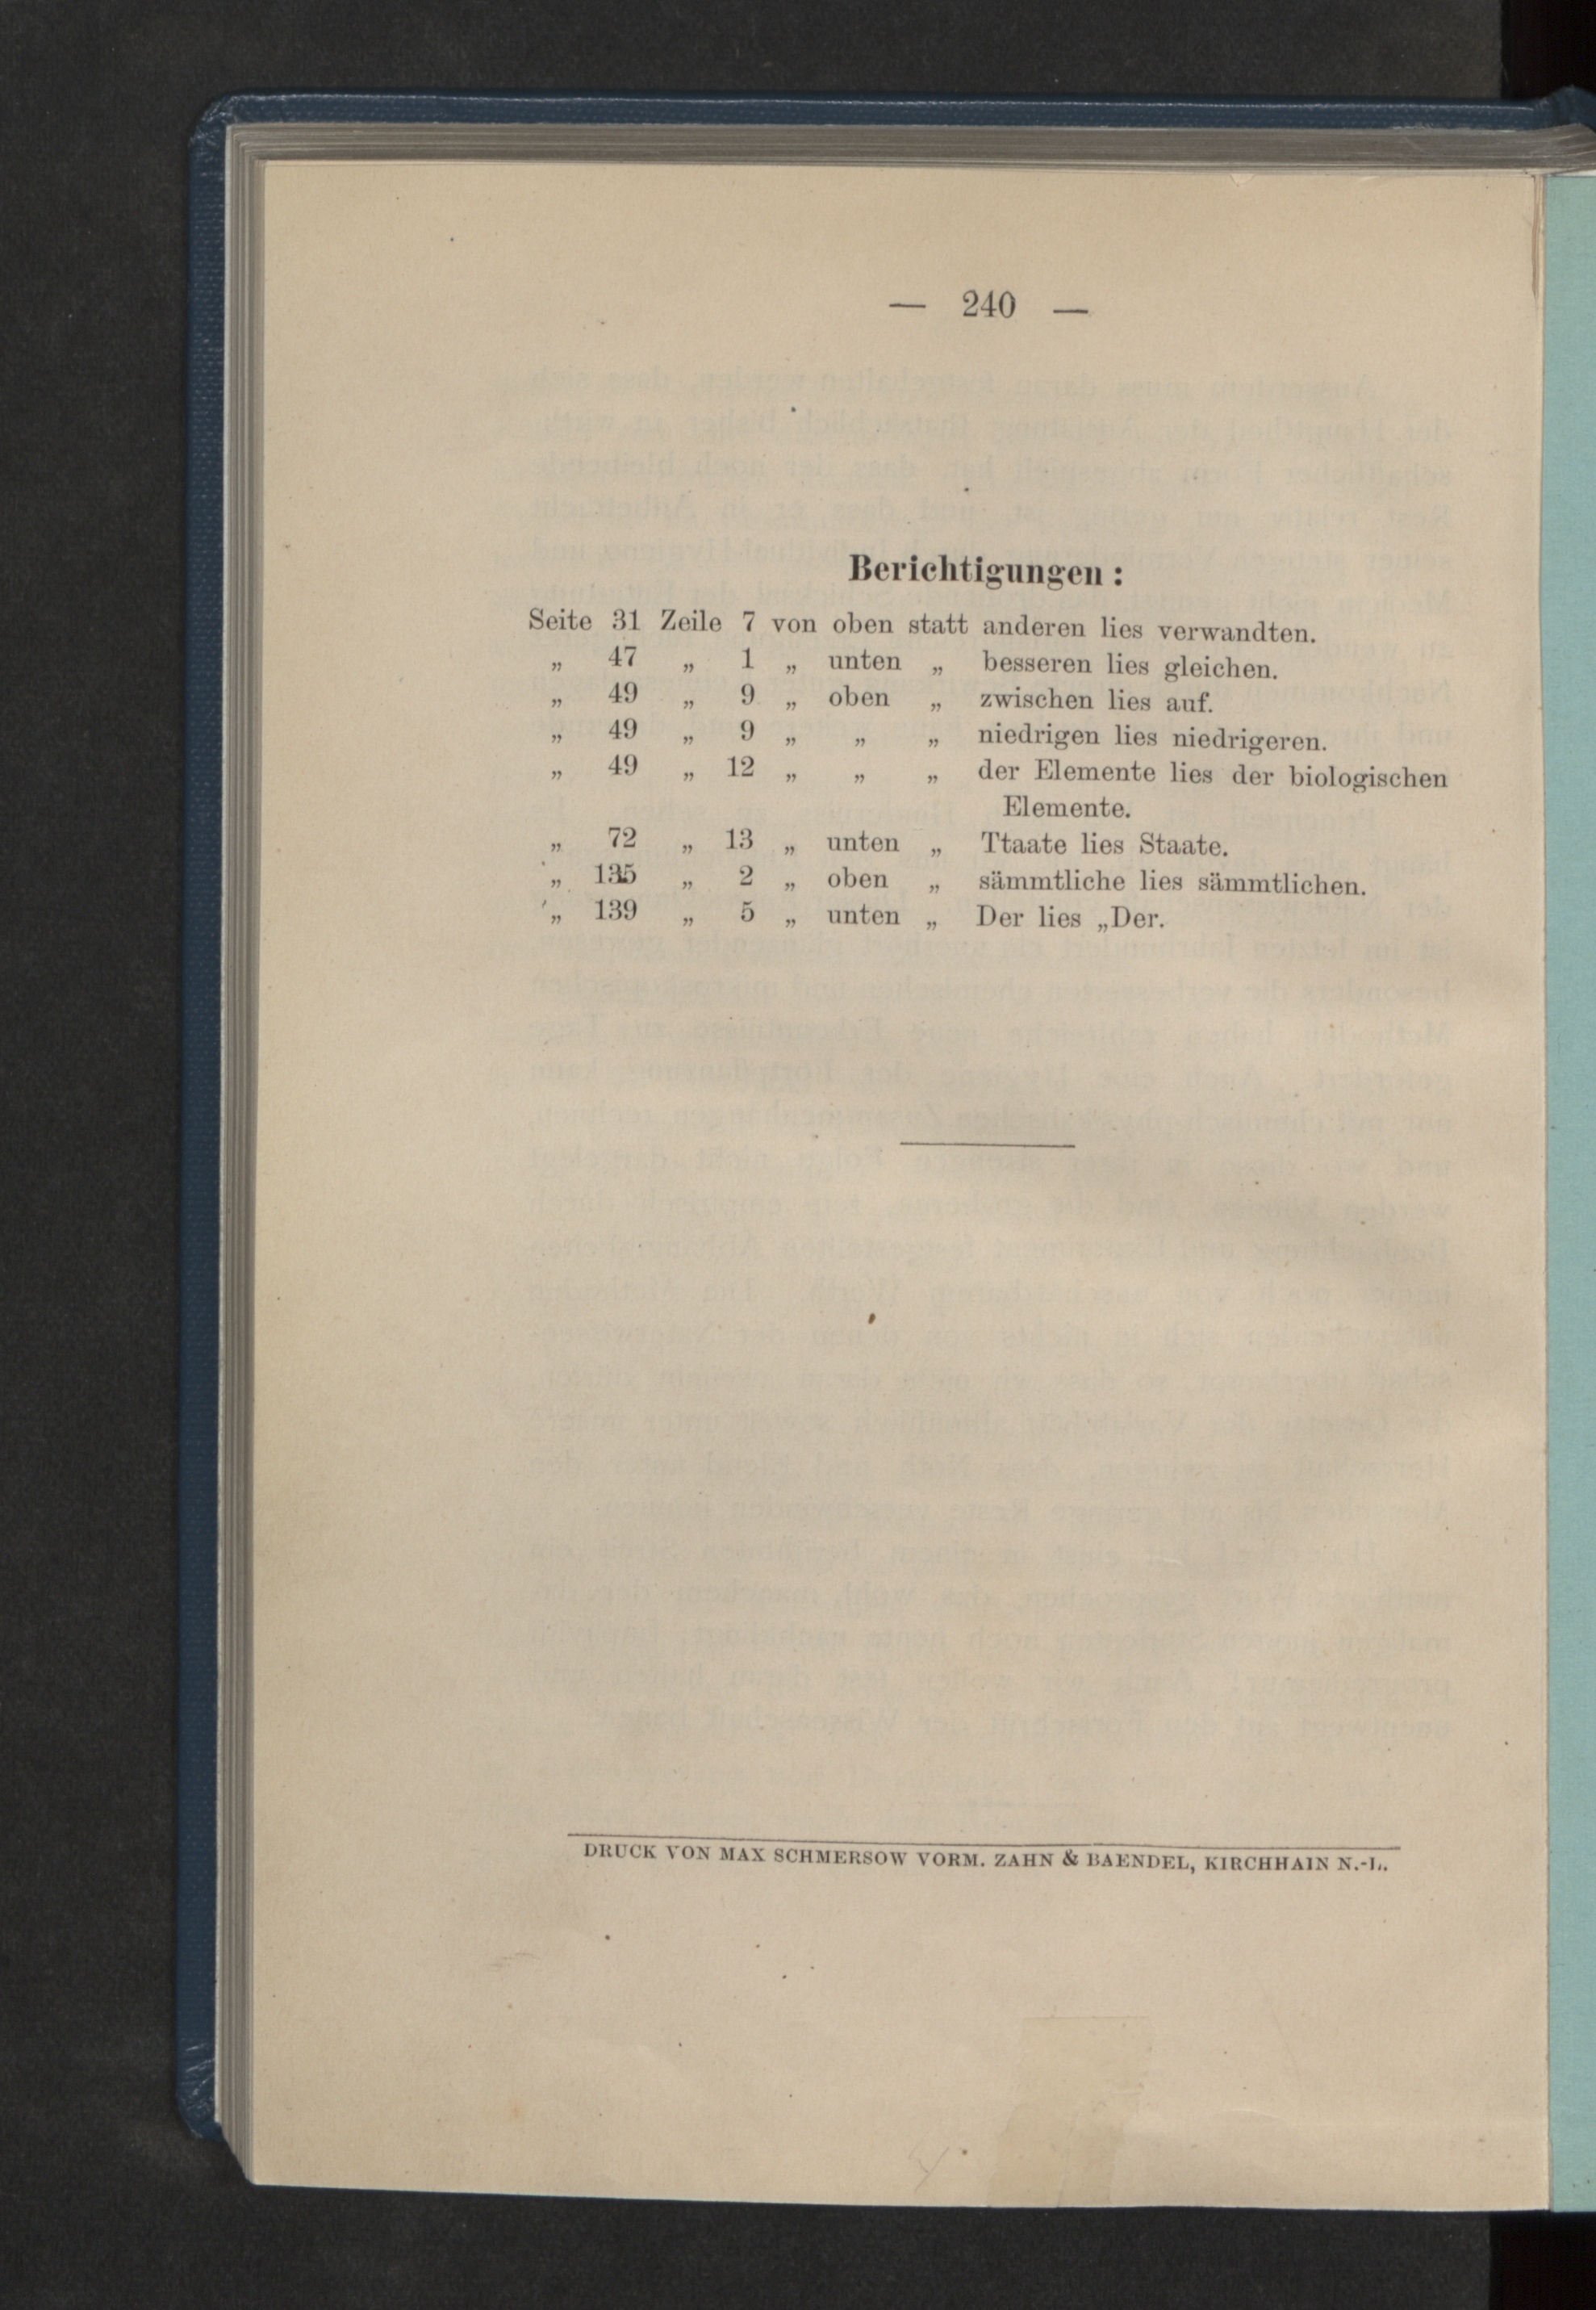 — 240 —
Berichtigungen:
Seite 31 Zeile 7 von oben statt anderen lies verwandten.
„ 47 „ 1 „ unten „ besseren lies gleichen.
„ 49 „ 9 „ oben „ zwischen lies auf.
„ 49 „ 9 „ „ „ niedrigen lies niedrigeren.
„ 49 „ 12 „ „ „ der Elemente lies der biologischen
Elemente.
„ 72 „ 13 „ unten „ Ttaate lies Staate.
„ 135 „ 2 „ oben „ sämmtliche lies sämmtlichen.
„ 139 „ 5 „ unten „ Der lies „Der.
DRUCK VON MAX SCHMERSOW VORM. ZAHN & BAENDEL, KIRCHHAIN N.-L.